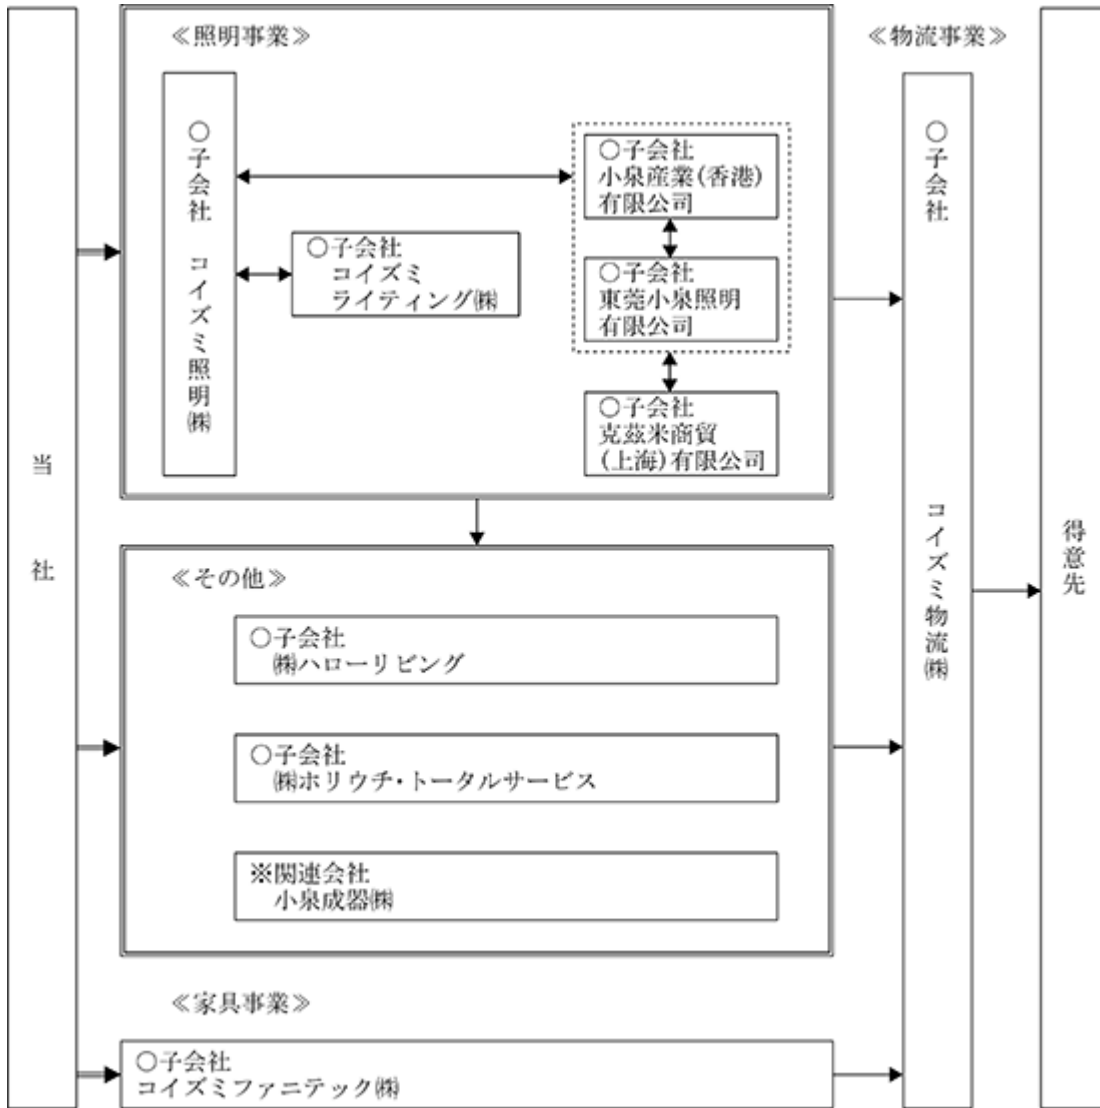 当社
≪照明事業≫
○子会社 コイズミ照明㈱
○子会社
コイズミ
ライティング㈱
○子会社
小泉産業(香港)
有限公司
○子会社
東莞小泉照明
有限公司
○子会社
克茲米商貿
(上海)有限公司
≪その他≫
○子会社
㈱ハローリビング
○子会社
㈱ホリウチ・トータルサービス
※関連会社
小泉成器㈱
≪家具事業≫
○子会社
コイズミファニテック㈱
≪物流事業≫
○子会社 コイズミ物流㈱
得意先